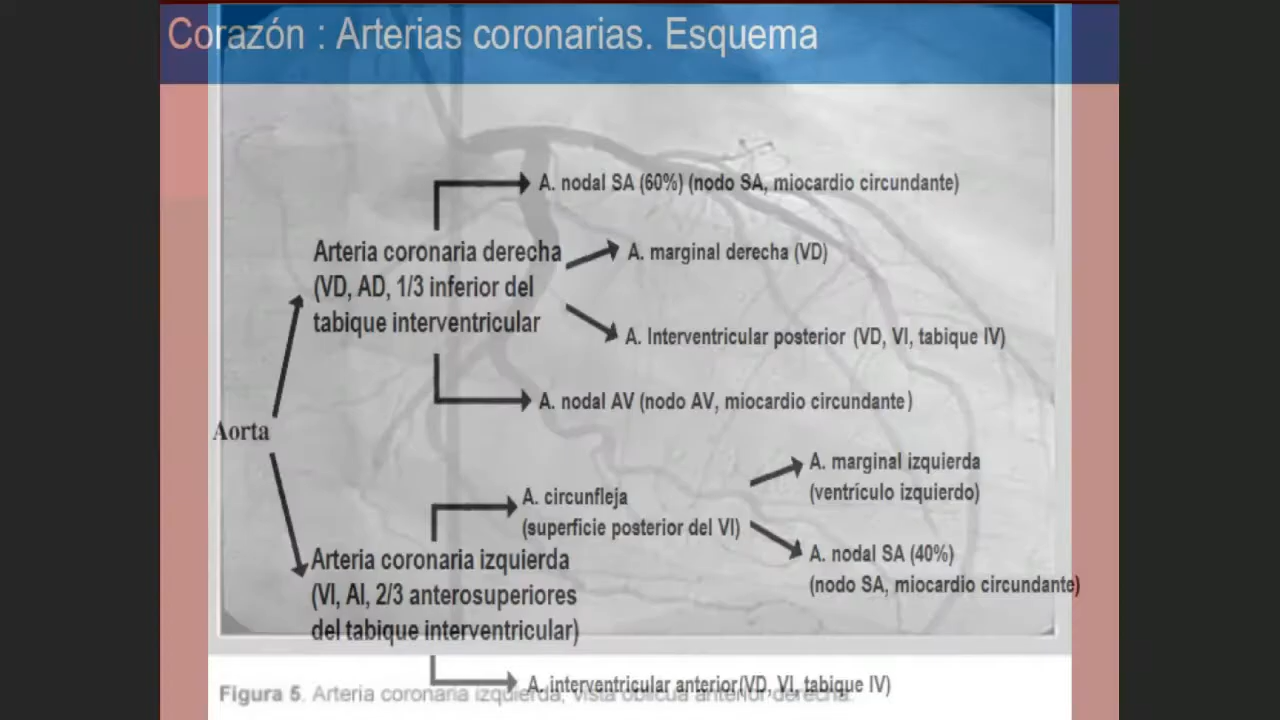 Corazón : Arterias coronarias. Esquema
A. nodal SA (60%) (nodo SA, miocardio circundante)
Arteria coronaria derecha
(VD, AD, 1/3 inferior del
tabique interventricular
A. marginal derecha (VD)
A. Interventricular posterior (VD, VI, tabique IV)
A. nodal AV (nodo AV, miocardio circundante)
Aorta
A. circunfleja
(superficie posterior del VI)
A. marginal izquierda
(ventrículo izquierdo)
A. nodal SA (40%)
(nodo SA, miocardio circundante)
Arteria coronaria izquierda
(VI, AI, 2/3 anterosuperiores
del tabique interventricular)
A. interventricular anterior(VD, VI, tabique IV)
Figura 5. Arteria coronaria izquierda, vista oblicua anterior derecha.